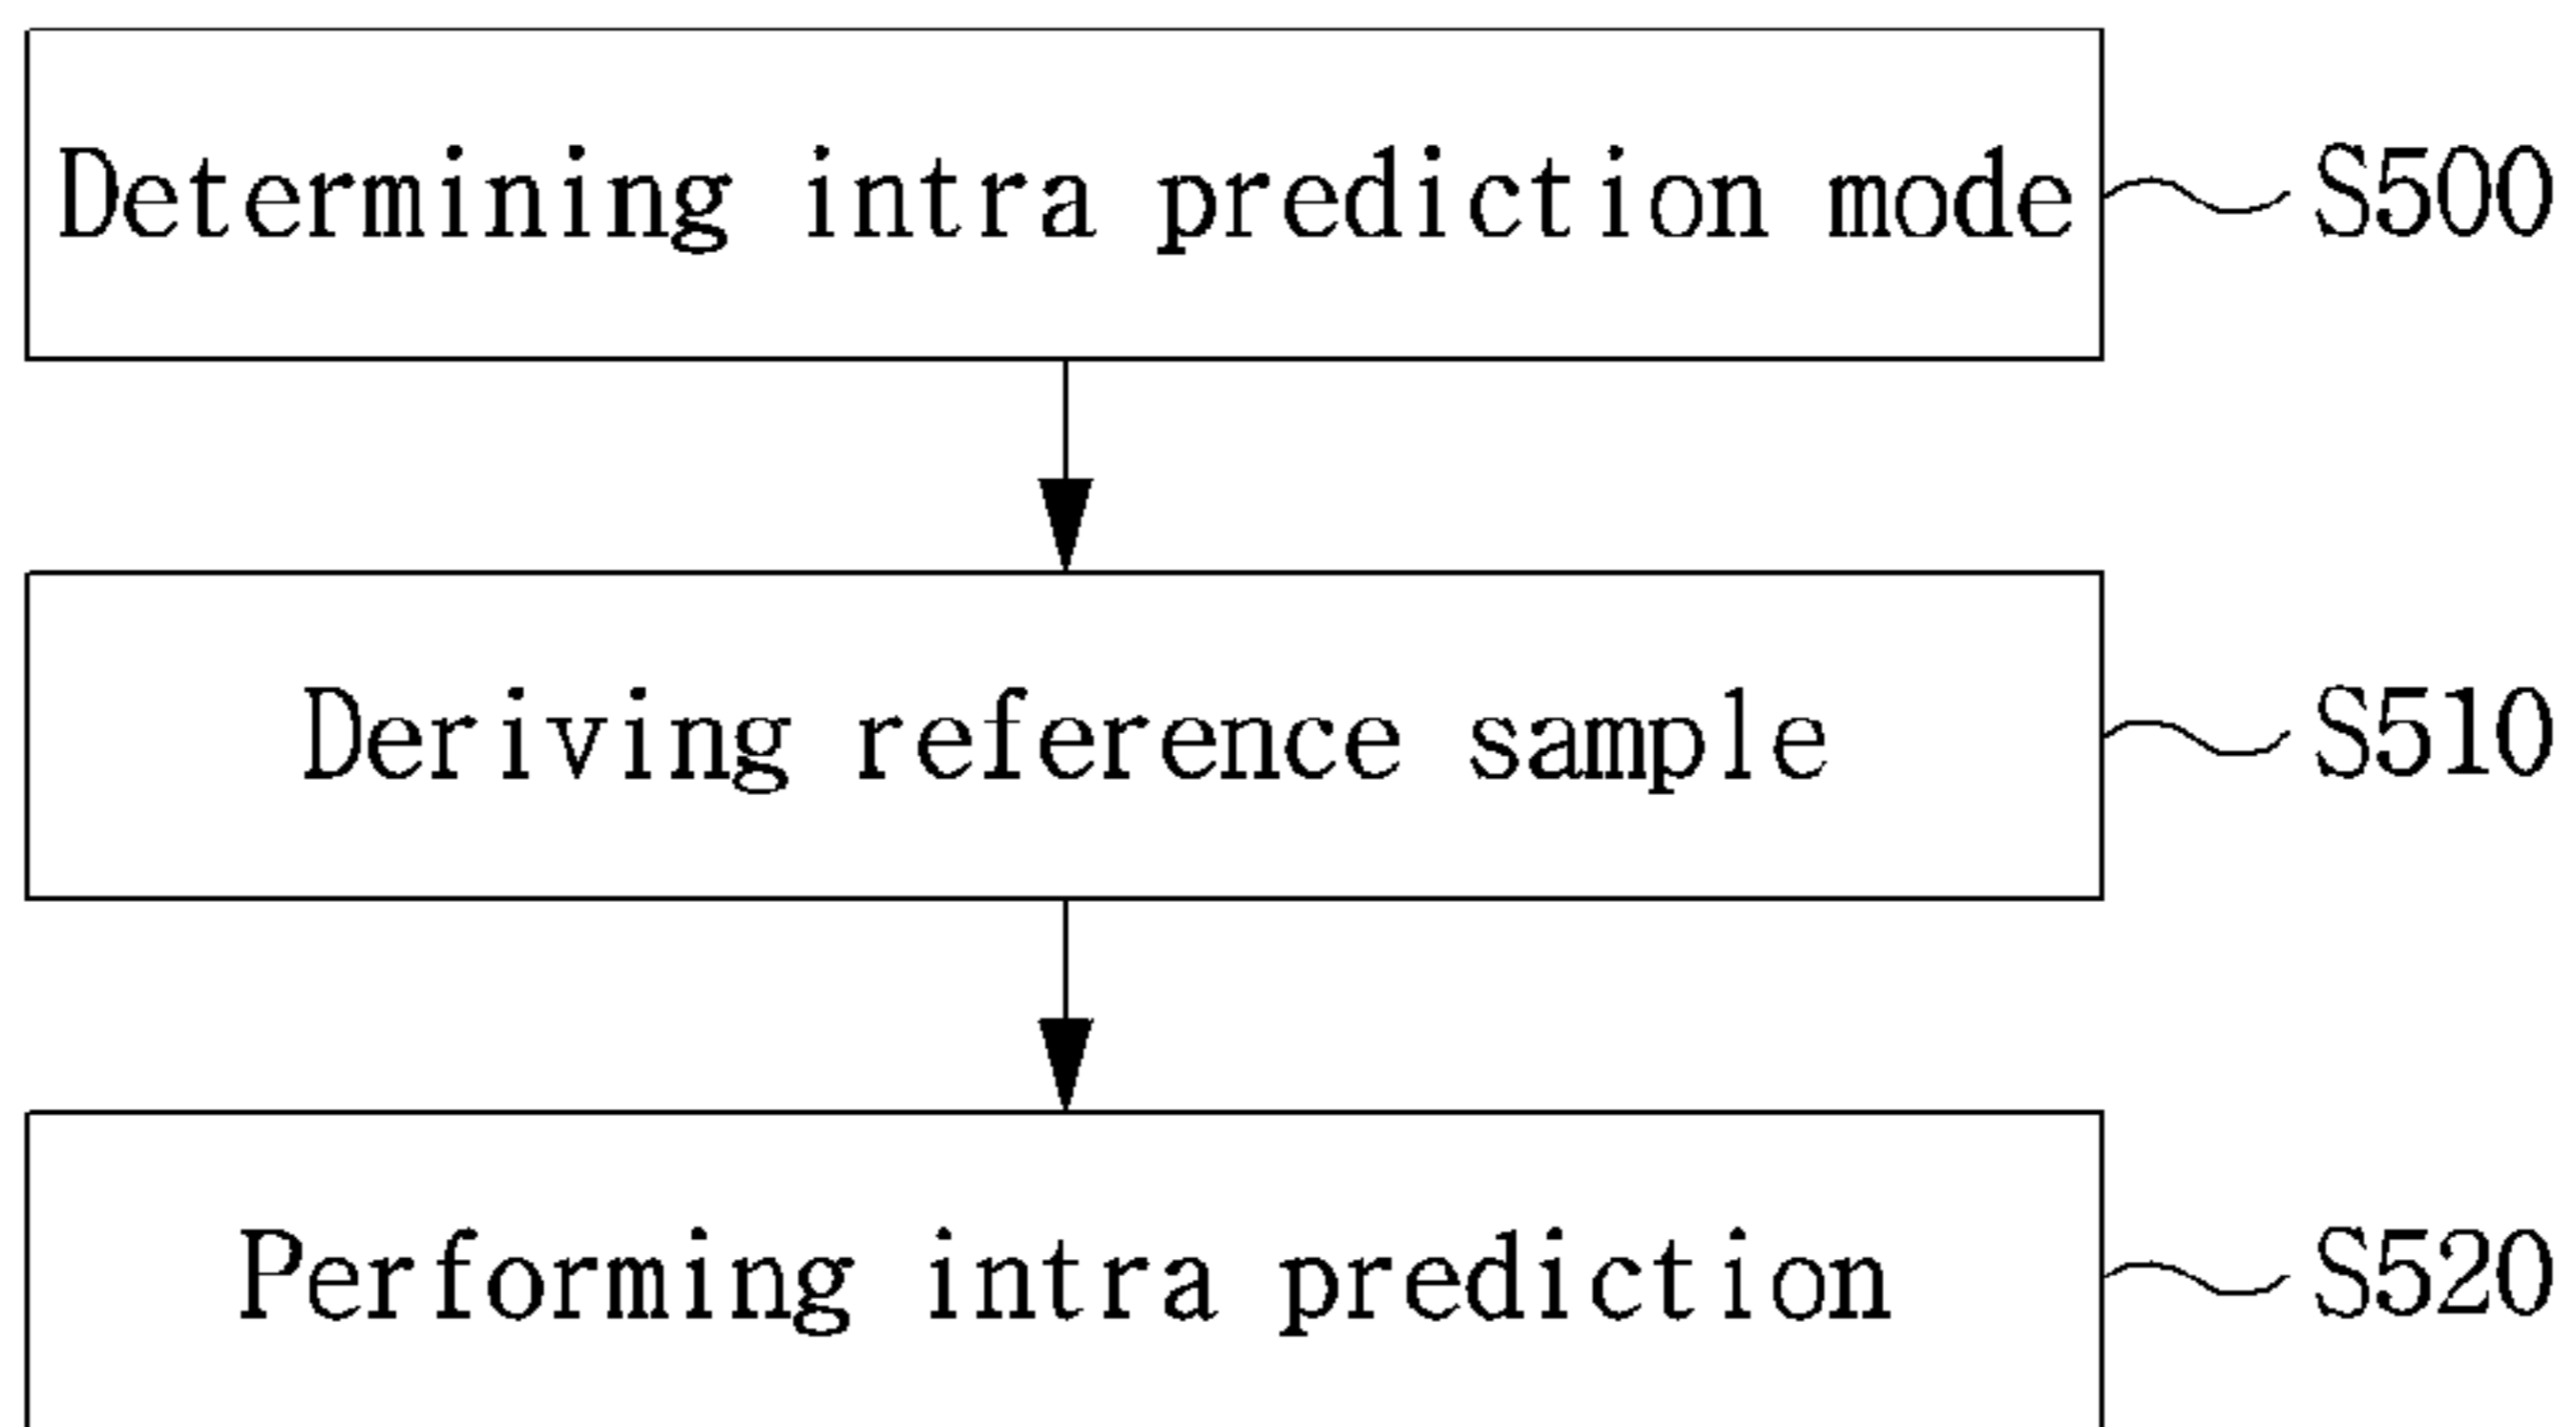 Determining intra prediction mode S500
Deriving reference sample S510
Performing intra prediction S520